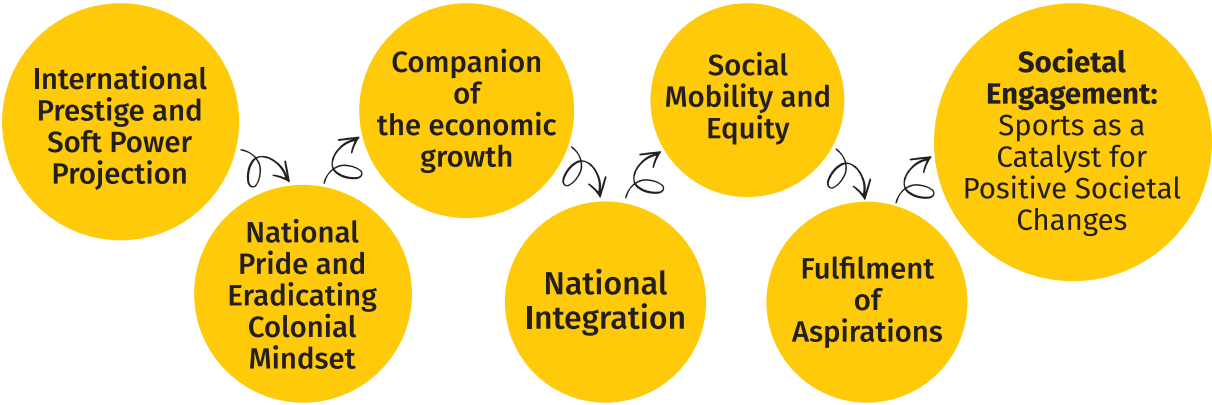 International
Prestige and
Soft Power
Projection
National
Pride and
Eradicating
Colonial
Mindset
Companion
of
the economic
growth
National
Integration
Social
Mobility and
Equity
Fulfilment
of
Aspirations
Societal
Engagement:
Sports as a
Catalyst for
Positive Societal
Changes